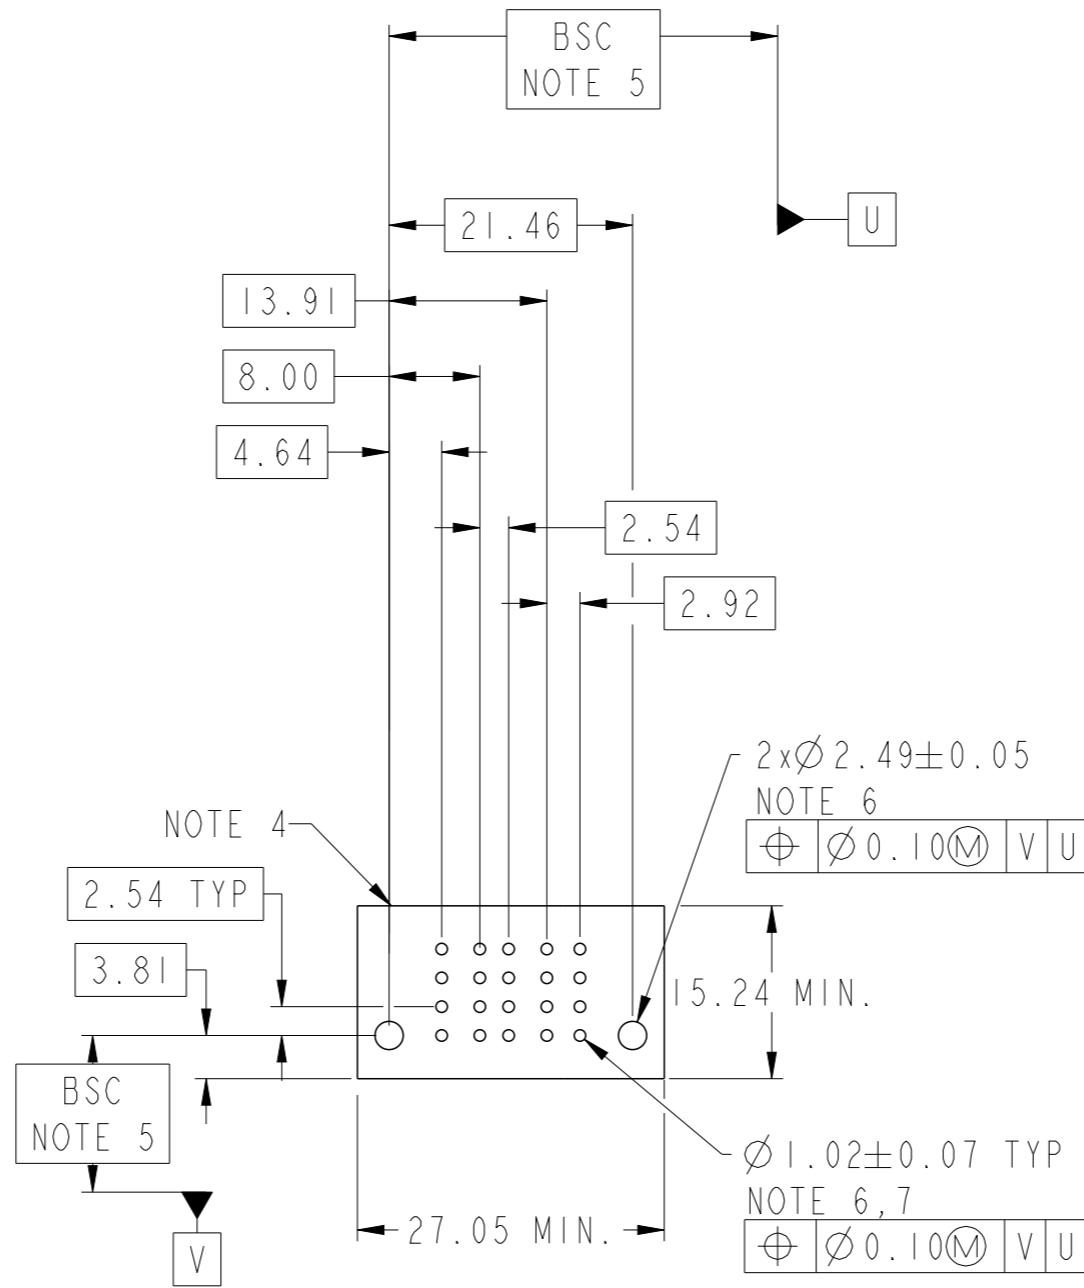 BSC
NOTE 5
U
21.46
13.91
8.00
4.64
2.54
2.92
2x⌀2.49±0.05
NOTE 6
⌖ ⌀0.10Ⓜ V U
NOTE 4
2.54 TYP
3.81
15.24 MIN.
BSC
NOTE 5
⌀1.02±0.07 TYP
NOTE 6,7
⌖ ⌀0.10Ⓜ V U
27.05 MIN.
V